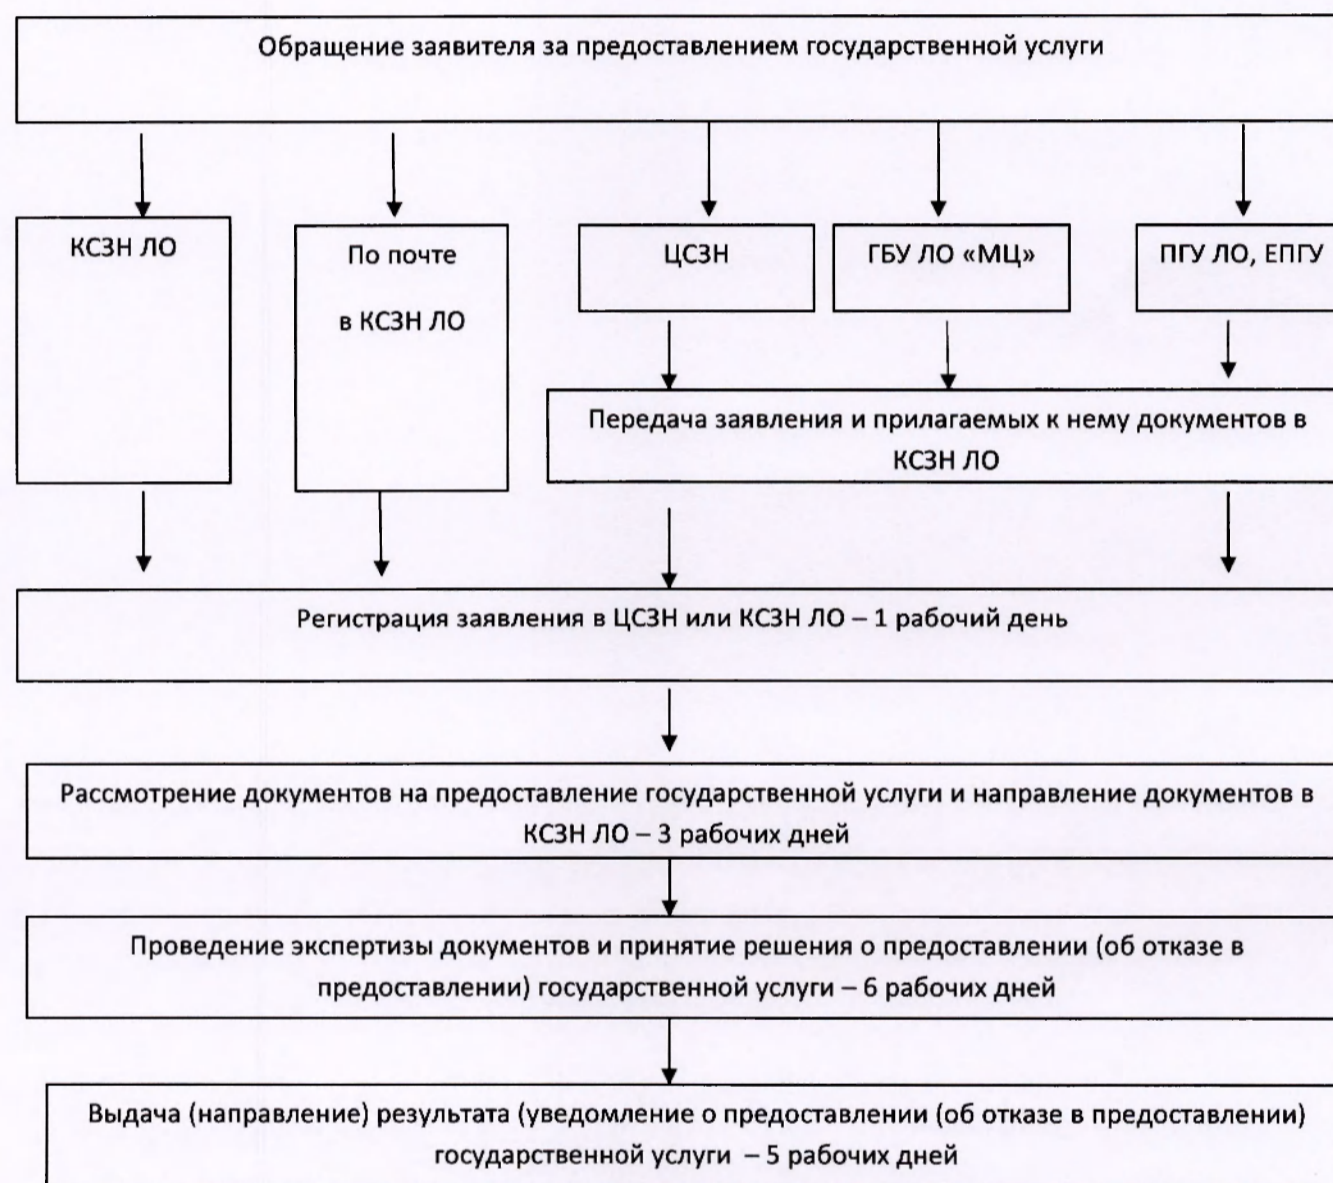 Обращение заявителя за предоставлением государственной услуги
КСЗН ЛО
По почте
в КСЗН ЛО
ЦСЗН
ГБУ ЛО «МЦ»
ПГУ ЛО, ЕПГУ
Передача заявления и прилагаемых к нему документов в
КСЗН ЛО
Регистрация заявления в ЦСЗН или КСЗН ЛО – 1 рабочий день
Рассмотрение документов на предоставление государственной услуги и направление документов в
КСЗН ЛО – 3 рабочих дней
Проведение экспертизы документов и принятие решения о предоставлении (об отказе в
предоставлении) государственной услуги – 6 рабочих дней
Выдача (направление) результата (уведомление о предоставлении (об отказе в предоставлении)
государственной услуги – 5 рабочих дней